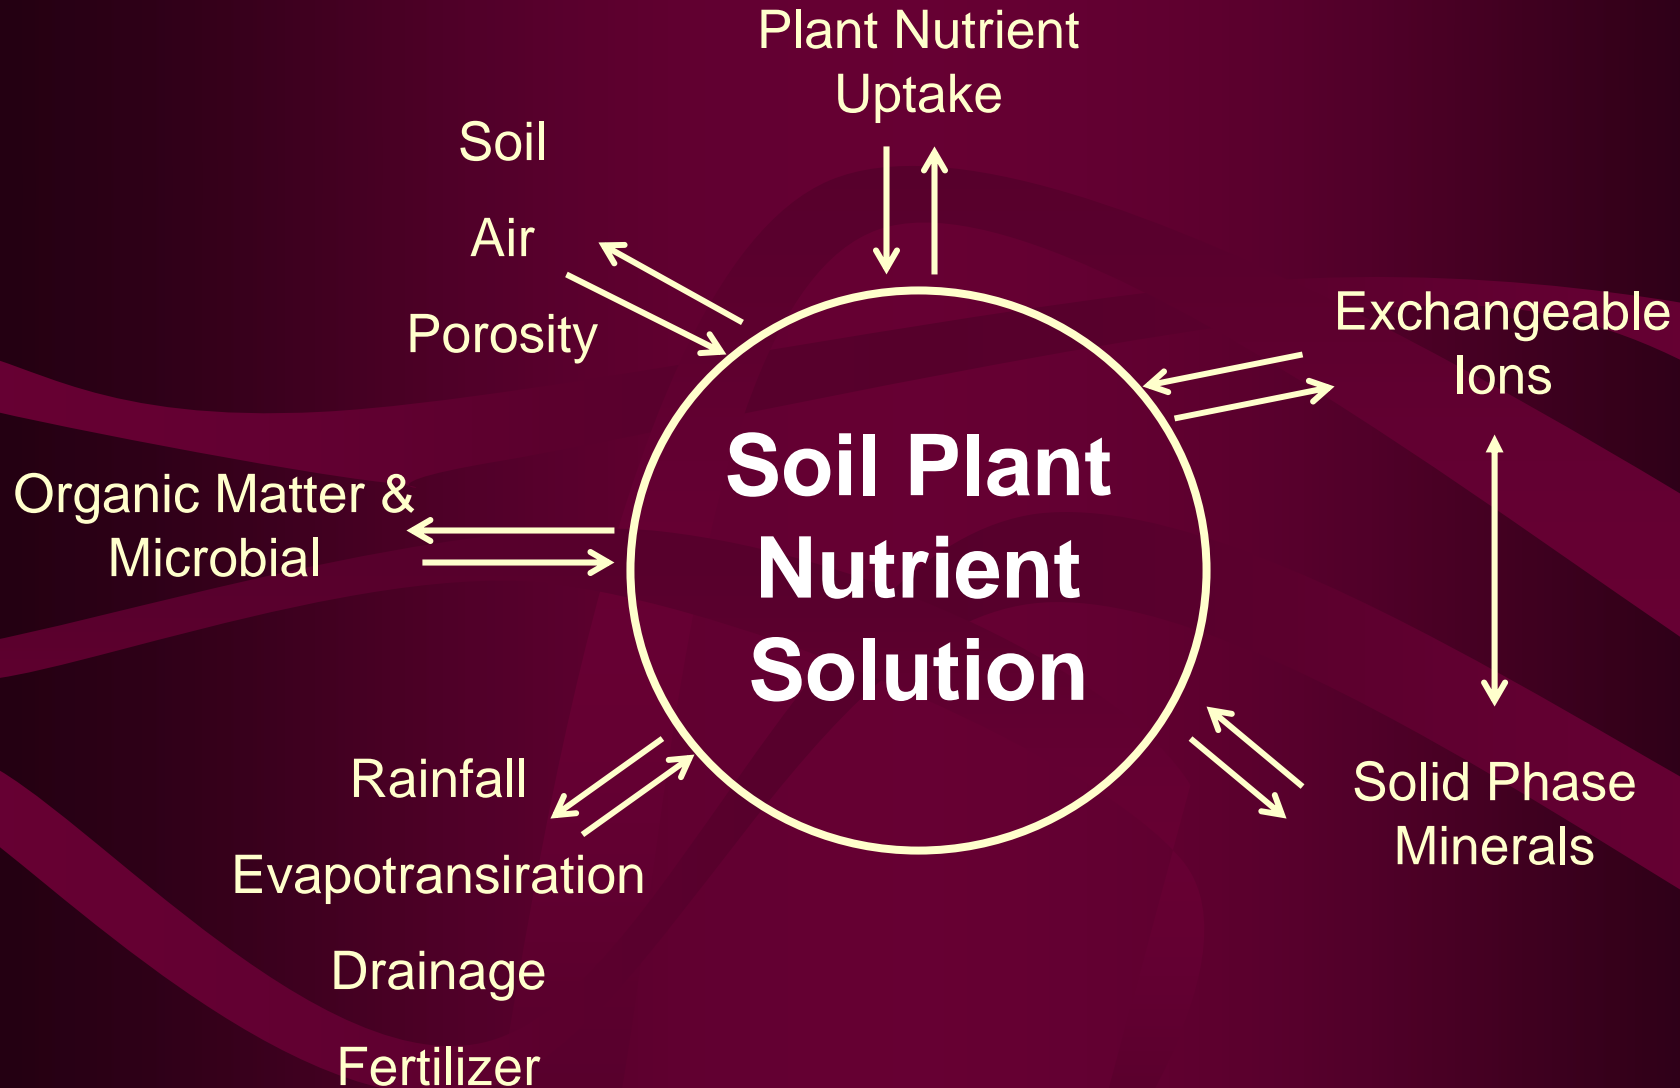 Plant Nutrient
Uptake
Soil
Air
Porosity
Exchangeable
Ions
Soil Plant
Nutrient
Solution
Organic Matter &
Microbial
Rainfall
Evapotransiration
Drainage
Fertilizer
Solid Phase
Minerals